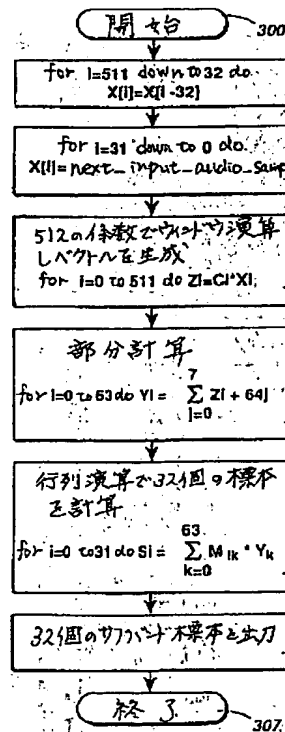 開始
300
for i=511 down to 32 do
X[i]=X[i-32]
for i=31 down to 0 do
X[i]=next_input_audio_samp
512の係数でウィンドウ演算
しベクトルを生成
for i=0 to 511 do Zi=Ci*Xi;
部分計算
for i=0 to 63 do Yi= 7 Σ j=0 Zi + 64j
行列演算で32個の標本
を計算
for i=0 to 31 do Si= 63 Σ k=0 Mik * Yk
32個のサブバンド標本を出力
終了
307